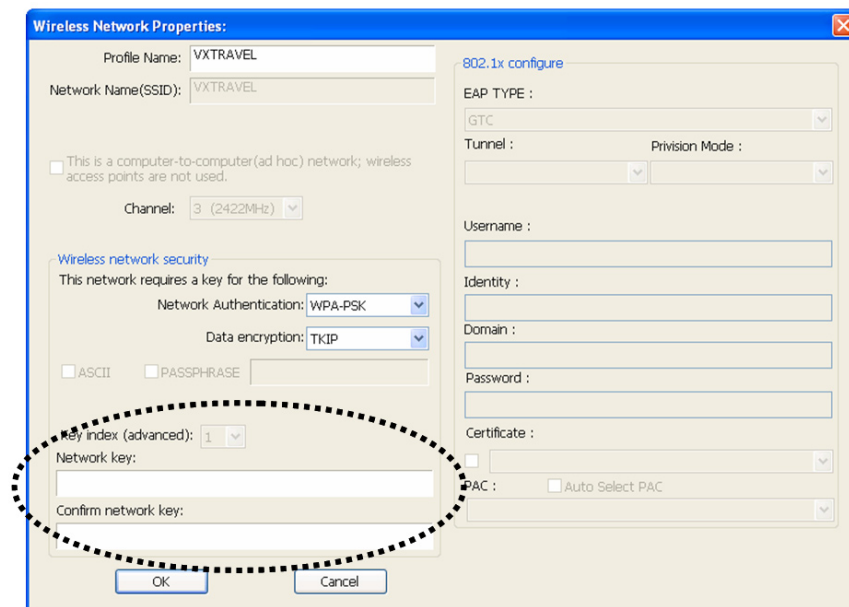 Wireless Network Properties:
Profile Name: VXTRAVEL
Network Name(SSID): VXTRAVEL
This is a computer-to-computer(ad hoc) network; wireless
access points are not used.
Channel: 3 (2422MHz)
Wireless network security
This network requires a key for the following:
Network Authentication: WPA-PSK
Data encryption: TKIP
ASCII PASSPHRASE
Key index (advanced): 1
Network key:
Confirm network key:
OK Cancel
802.1x configure
EAP TYPE :
GTC
Tunnel : Privision Mode :
Username :
Identity :
Domain :
Password :
Certificate :
PAC : Auto Select PAC